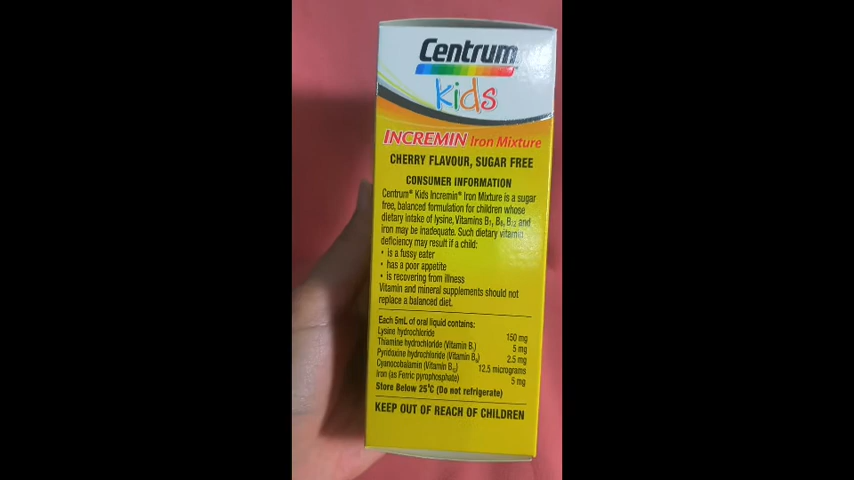 Centrum
Kids
INCREMIN Iron Mixture
CHERRY FLAVOUR, SUGAR FREE
CONSUMER INFORMATION
Centrum® Kids Incremin® Iron Mixture is a sugar
free, balanced formulation for children whose
dietary intake of lysine, Vitamins B₁, B₆, B₁₂ and
iron may be inadequate. Such dietary vitamin
deficiency may result if a child:
• is a fussy eater
• has a poor appetite
• is recovering from illness
Vitamin and mineral supplements should not
replace a balanced diet.
Each 5mL of oral liquid contains:
Lysine hydrochloride 150 mg
Thiamine hydrochloride (Vitamin B₁) 5 mg
Pyridoxine hydrochloride (Vitamin B₆) 2.5 mg
Cyanocobalamin (Vitamin B₁₂) 12.5 micrograms
Iron (as Ferric pyrophosphate) 5 mg
Store Below 25°C (Do not refrigerate)
KEEP OUT OF REACH OF CHILDREN